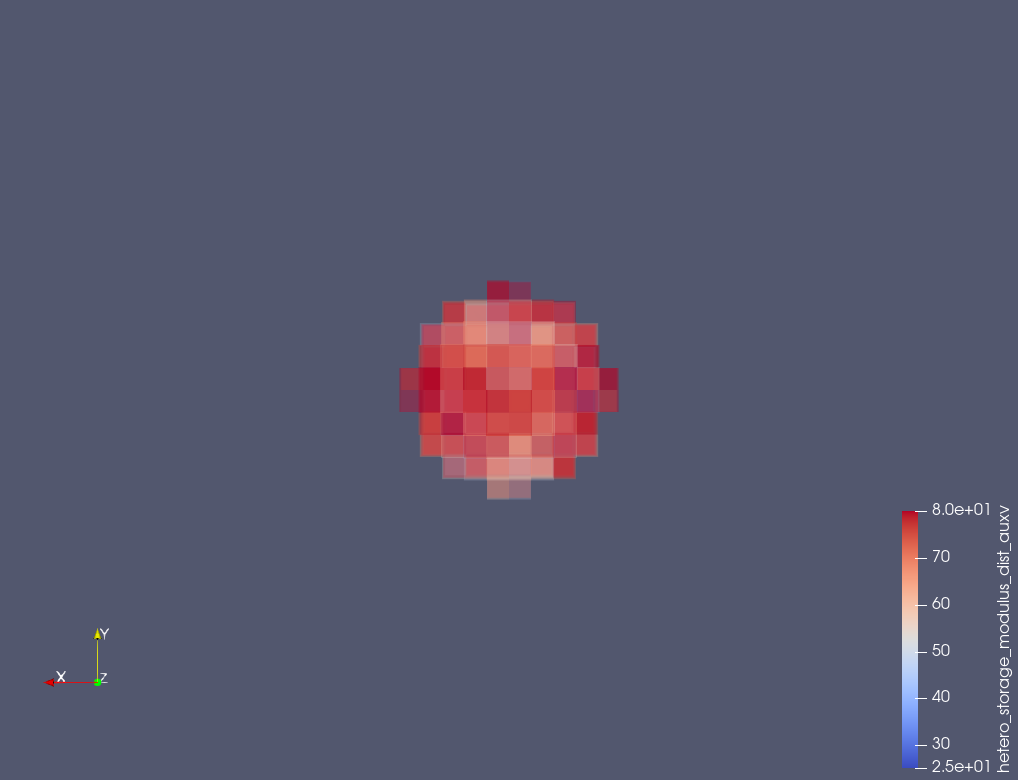 8.0e+01
70
60
50
40
30
2.5e+01
hetero_storage_modulus_dist_auxv
Y
X
Z